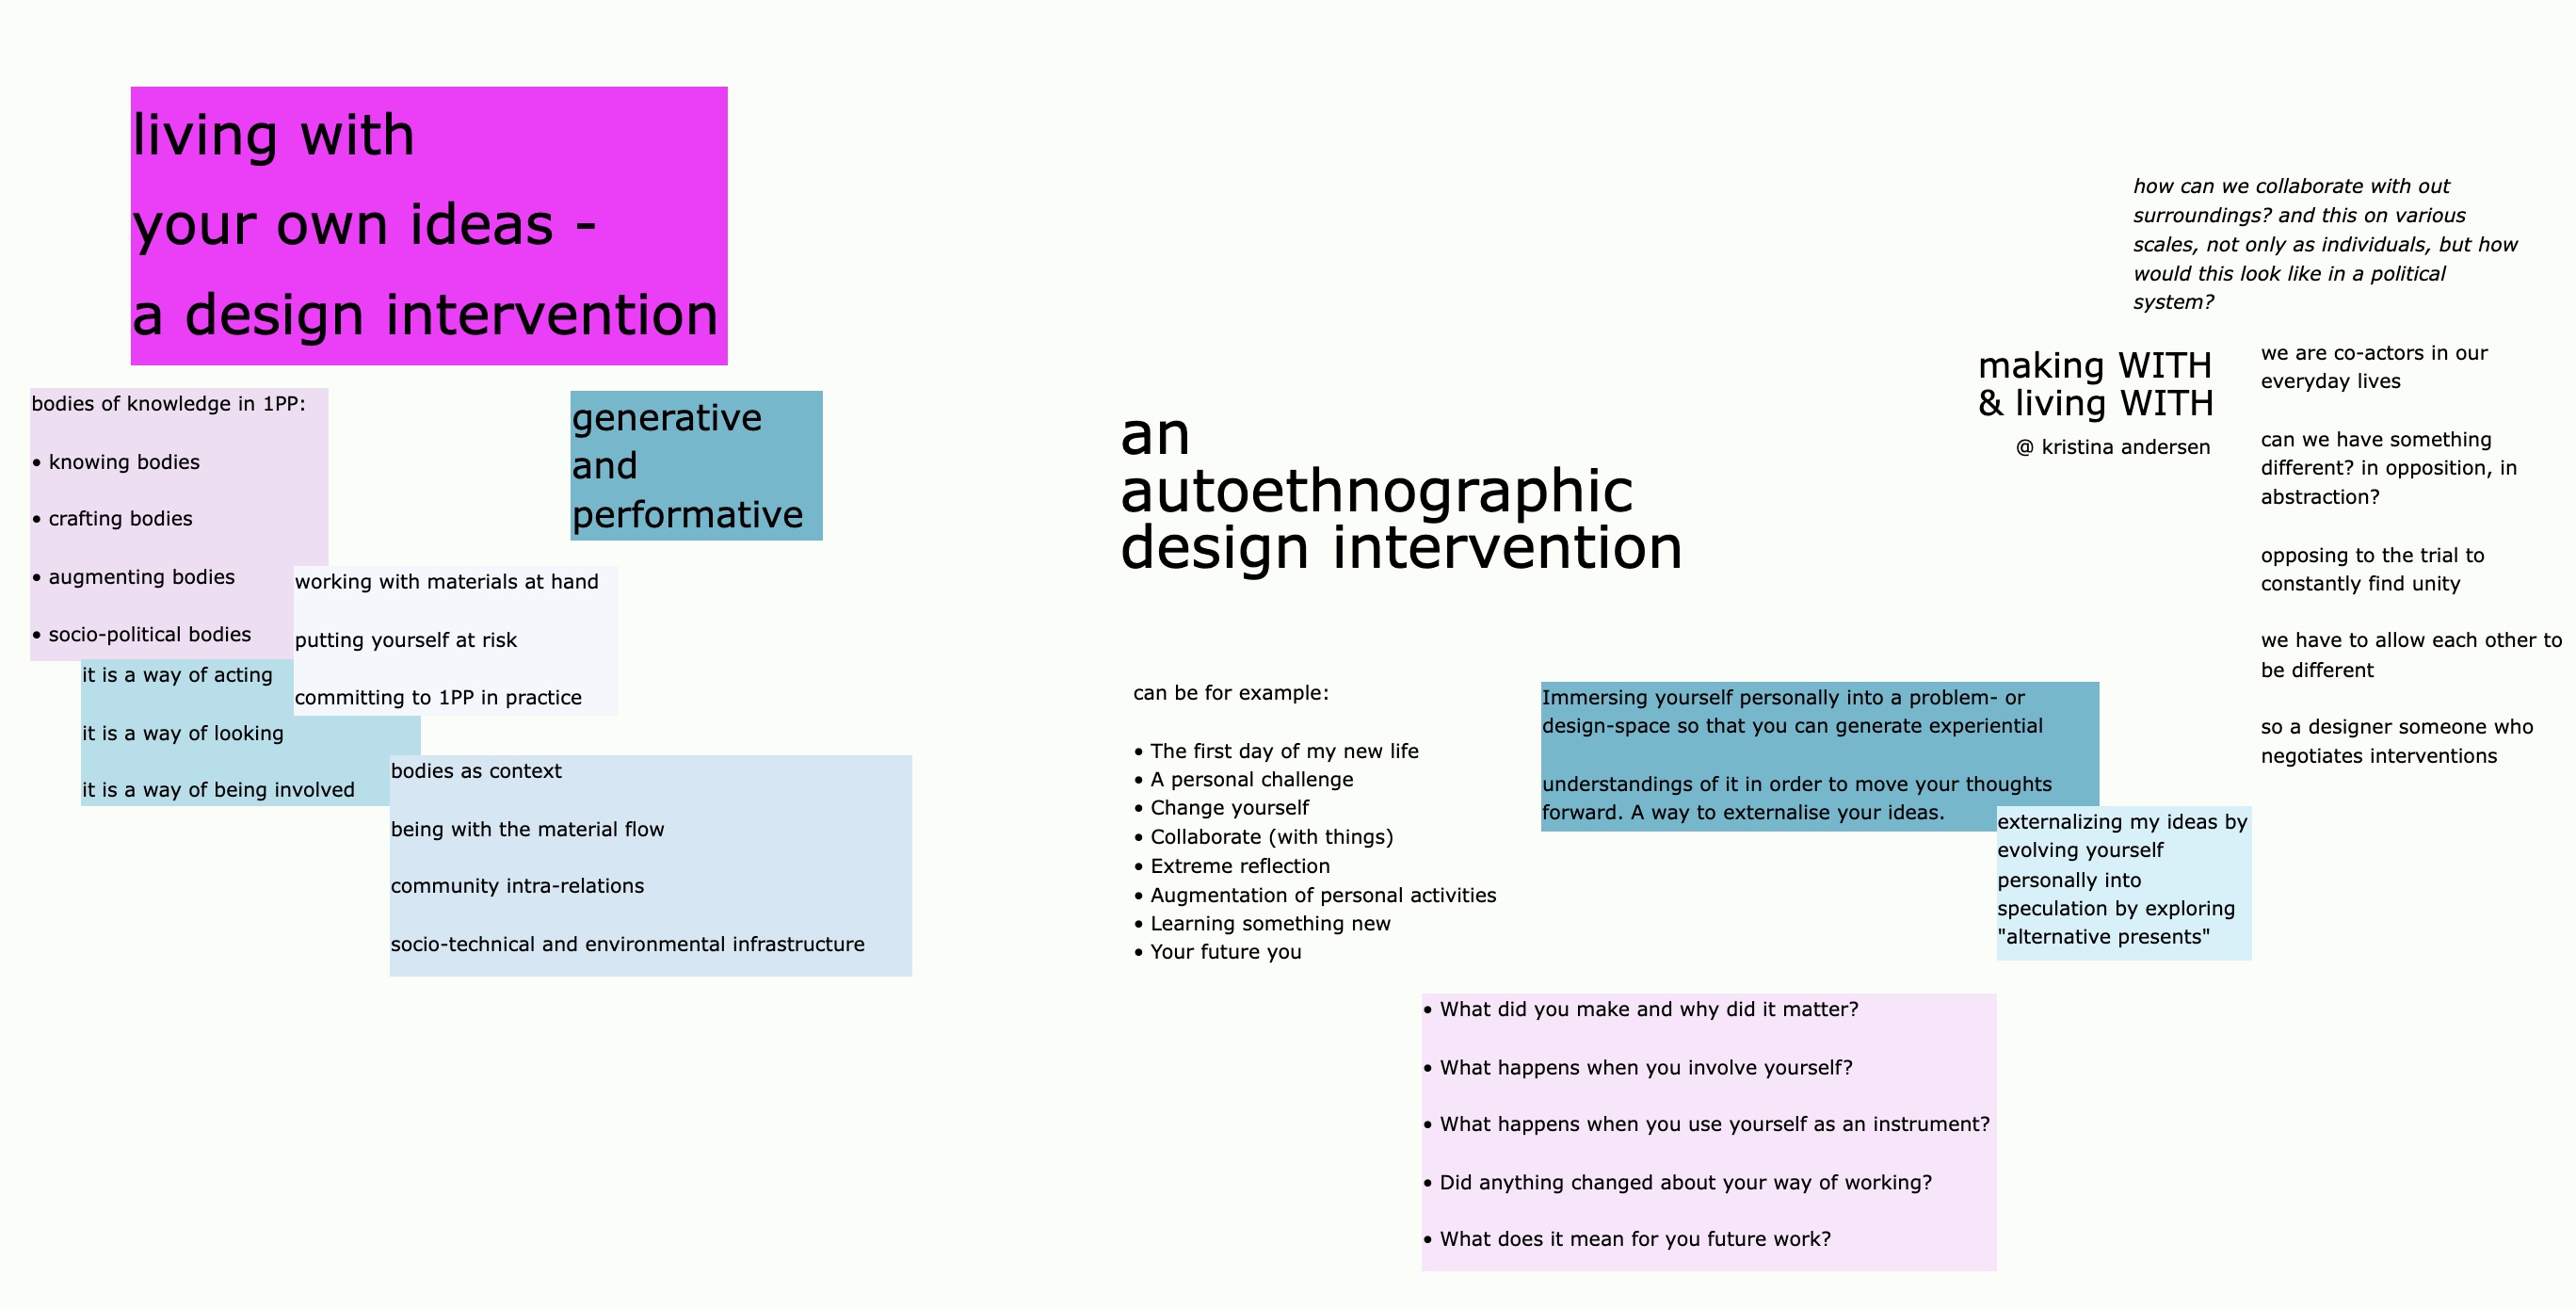 living with
your own ideas -
a design intervention
bodies of knowledge in 1PP:
• knowing bodies
• crafting bodies
• augmenting bodies
• socio-political bodies
generative
and
performative
working with materials at hand
putting yourself at risk
committing to 1PP in practice
it is a way of acting
it is a way of looking
it is a way of being involved
bodies as context
being with the material flow
community intra-relations
socio-technical and environmental infrastructure
an
autoethnographic
design intervention
can be for example:
• The first day of my new life
• A personal challenge
• Change yourself
• Collaborate (with things)
• Extreme reflection
• Augmentation of personal activities
• Learning something new
• Your future you
Immersing yourself personally into a problem- or
design-space so that you can generate experiential
understandings of it in order to move your thoughts
forward. A way to externalise your ideas.
externalizing my ideas by
evolving yourself
personally into
speculation by exploring
"alternative presents"
• What did you make and why did it matter?
• What happens when you involve yourself?
• What happens when you use yourself as an instrument?
• Did anything changed about your way of working?
• What does it mean for you future work?
how can we collaborate with out
surroundings? and this on various
scales, not only as individuals, but how
would this look like in a political
system?
making WITH
& living WITH
@ kristina andersen
we are co-actors in our
everyday lives
can we have something
different? in opposition, in
abstraction?
opposing to the trial to
constantly find unity
we have to allow each other to
be different
so a designer someone who
negotiates interventions